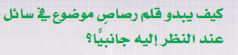 كيف يبدو قلم رصاصٍ موضوع في سائل
عند النظر إليه جانبيًّا؟